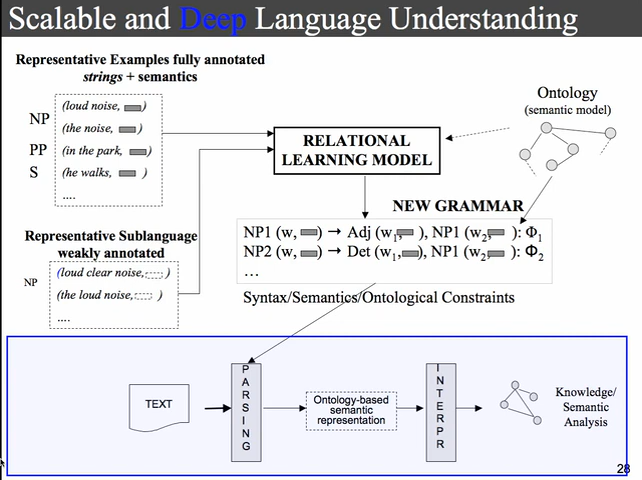 Scalable and Deep Language Understanding
Representative Examples fully annotated
strings + semantics
NP
(loud noise, )
(the noise, )
PP
(in the park, )
S
(he walks, )
....
Ontology
(semantic model)
RELATIONAL
LEARNING MODEL
NEW GRAMMAR
NP1 (w, ) → Adj (w1, ), NP1 (w2, ): Φ1
NP2 (w, ) → Det (w1, ), NP1 (w2, ): Φ2
...
Syntax/Semantics/Ontological Constraints
Representative Sublanguage
weakly annotated
NP
(loud clear noise, )
(the loud noise, )
....
TEXT
PARSING
Ontology-based
semantic
representation
INTERPR
Knowledge/
Semantic
Analysis
28